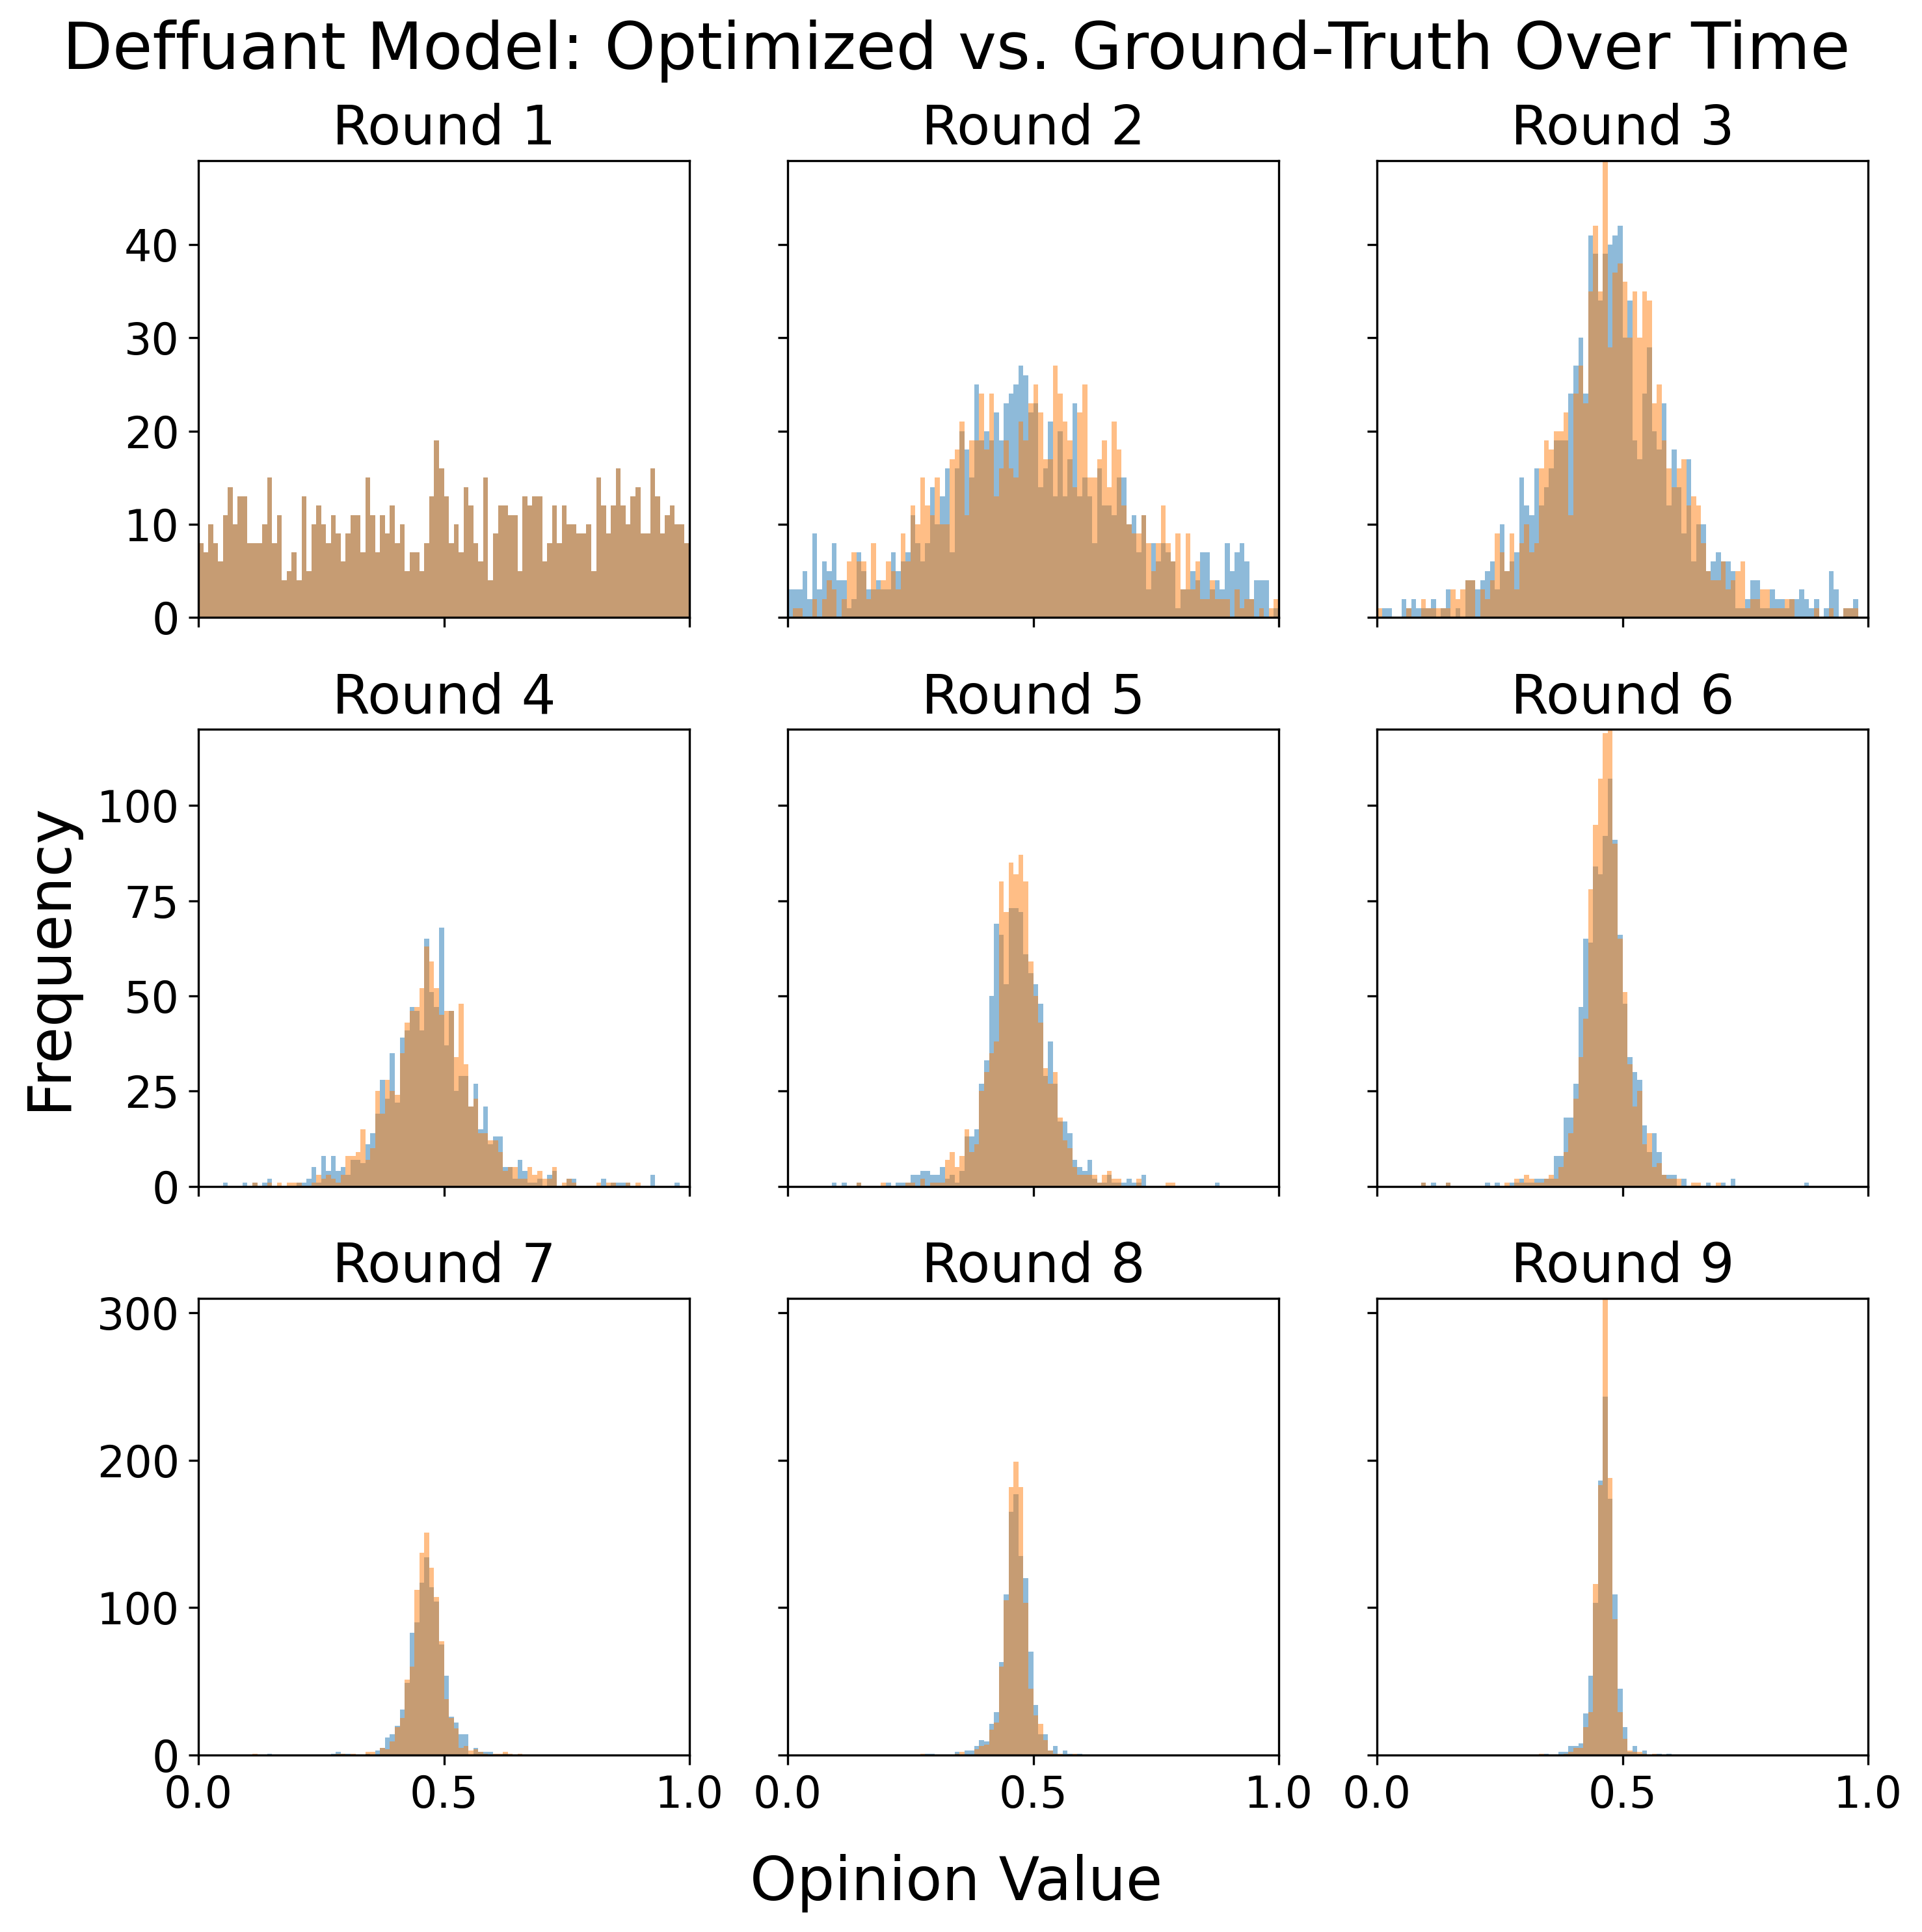 Deffuant Model: Optimized vs. Ground-Truth Over Time
Round 1
Round 2
Round 3
40
30
20
10
0
Round 4
Round 5
Round 6
Frequency
100
75
50
25
0
Round 7
Round 8
Round 9
300
200
100
0
0.0 0.5 1.0 0.0 0.5 1.0 0.0 0.5 1.0
Opinion Value